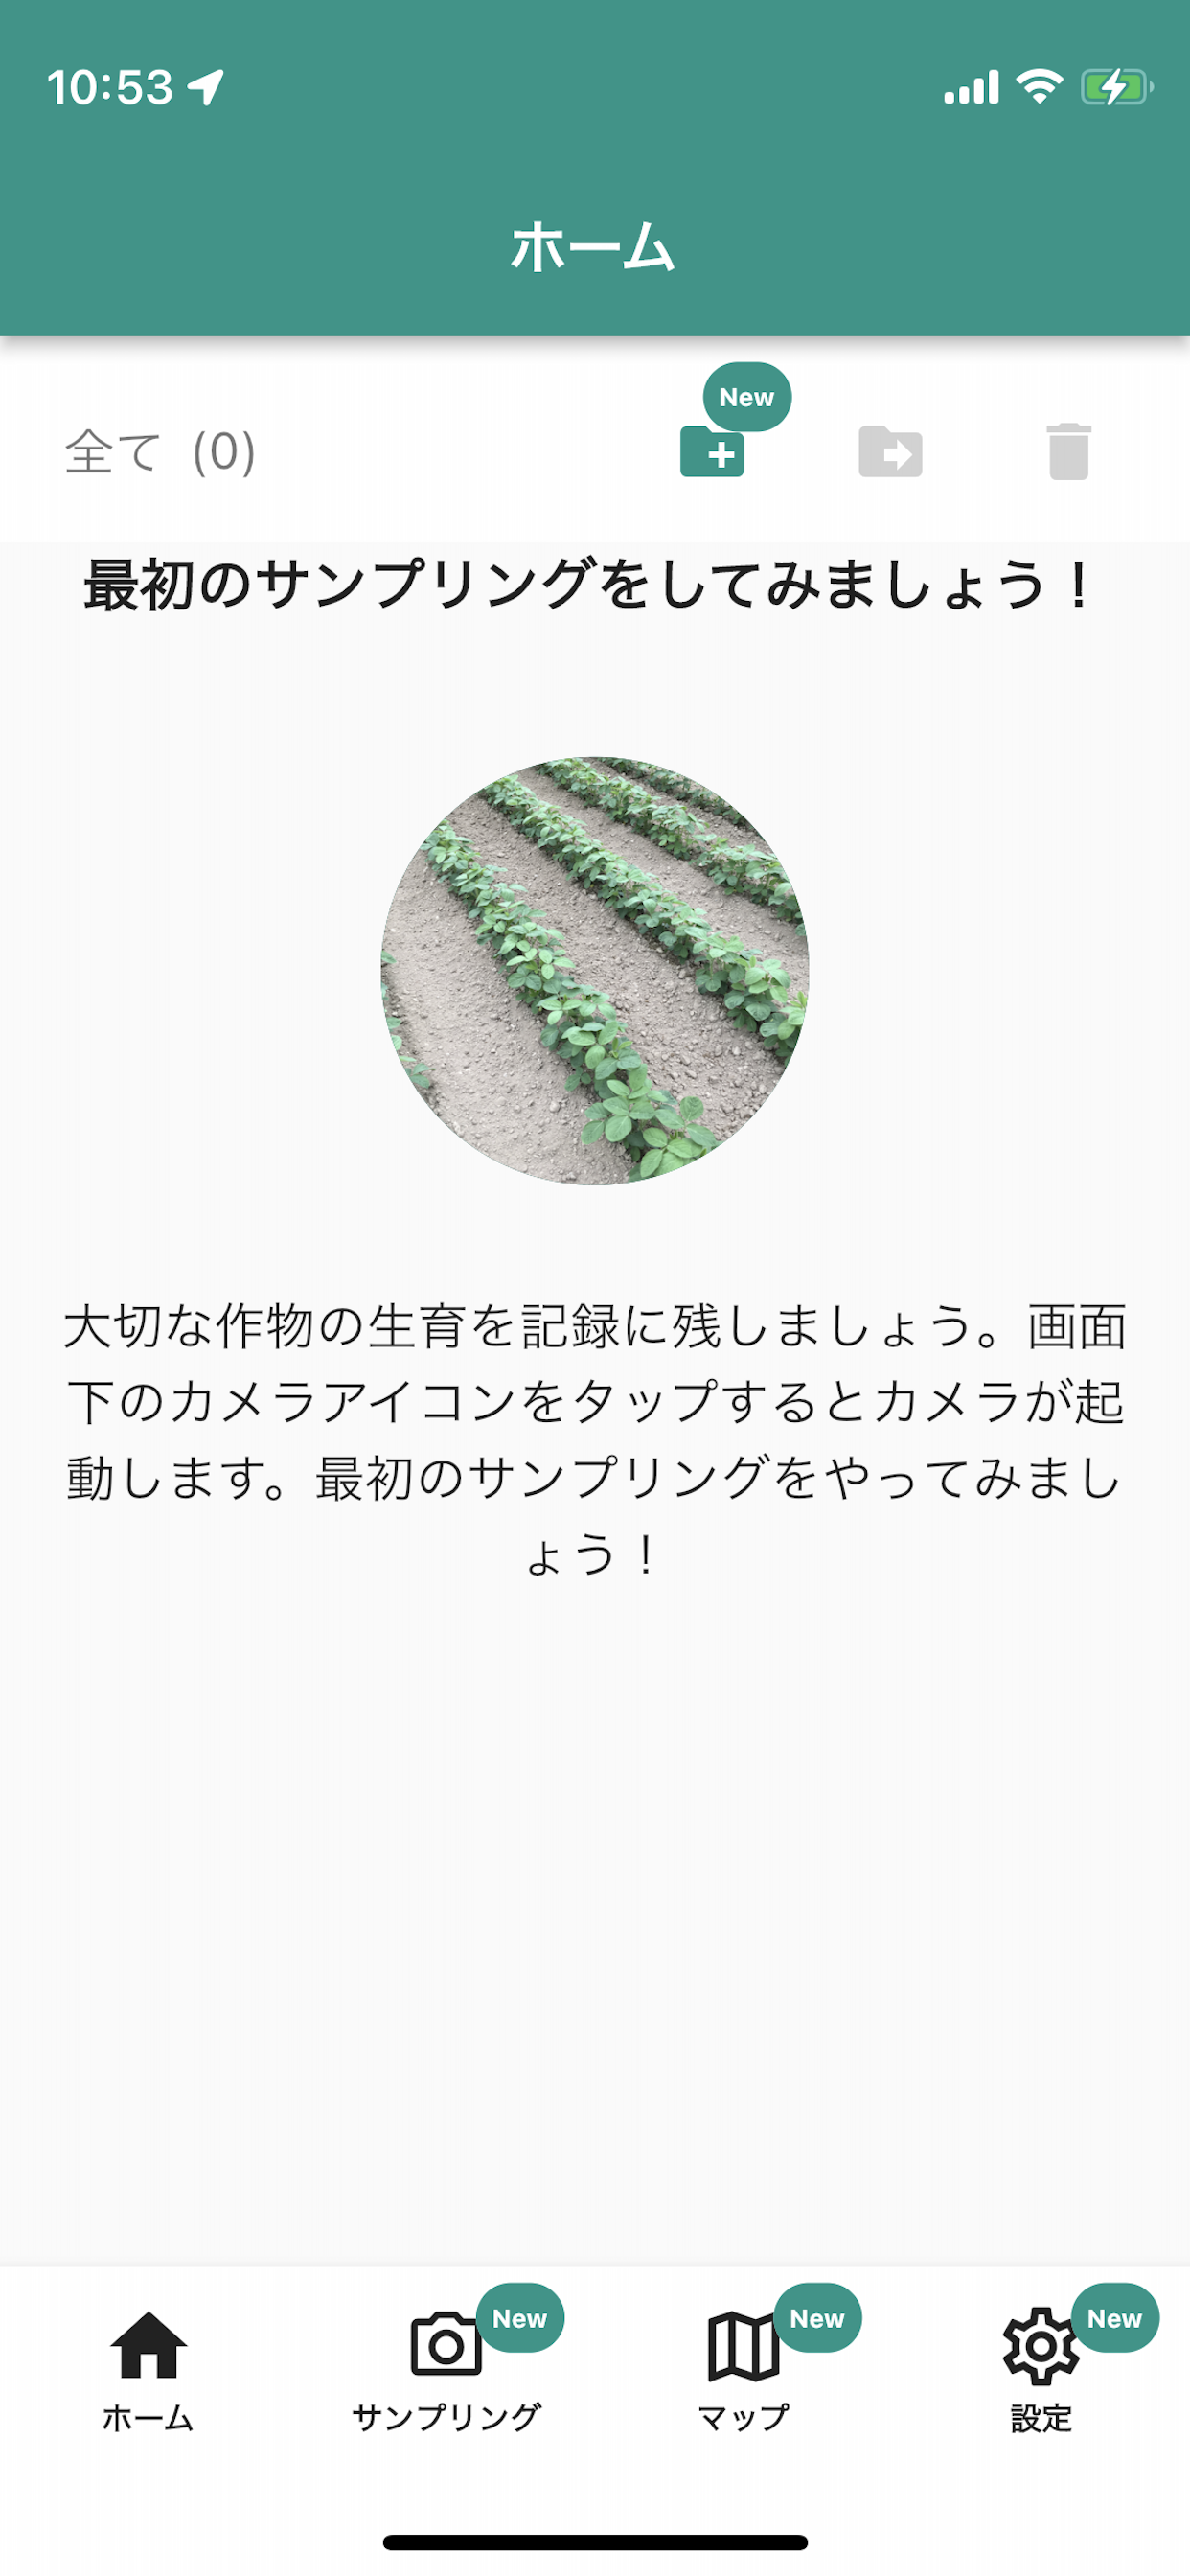 10:53
ホーム
New
全て (0)
最初のサンプリングをしてみましょう！
大切な作物の生育を記録に残しましょう。画面
下のカメラアイコンをタップするとカメラが起
動します。最初のサンプリングをやってみまし
ょう！
New New New
ホーム サンプリング マップ 設定